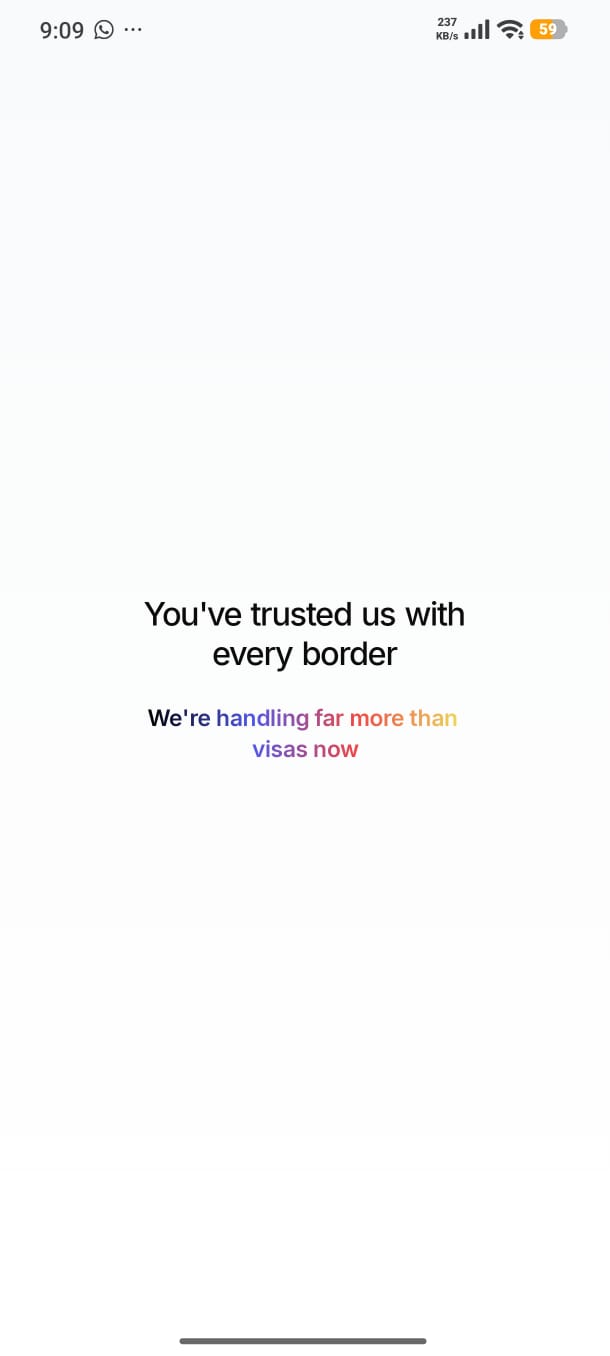 9:09 ...
237
KB/s
59
You've trusted us with
every border
We're handling far more than
visas now